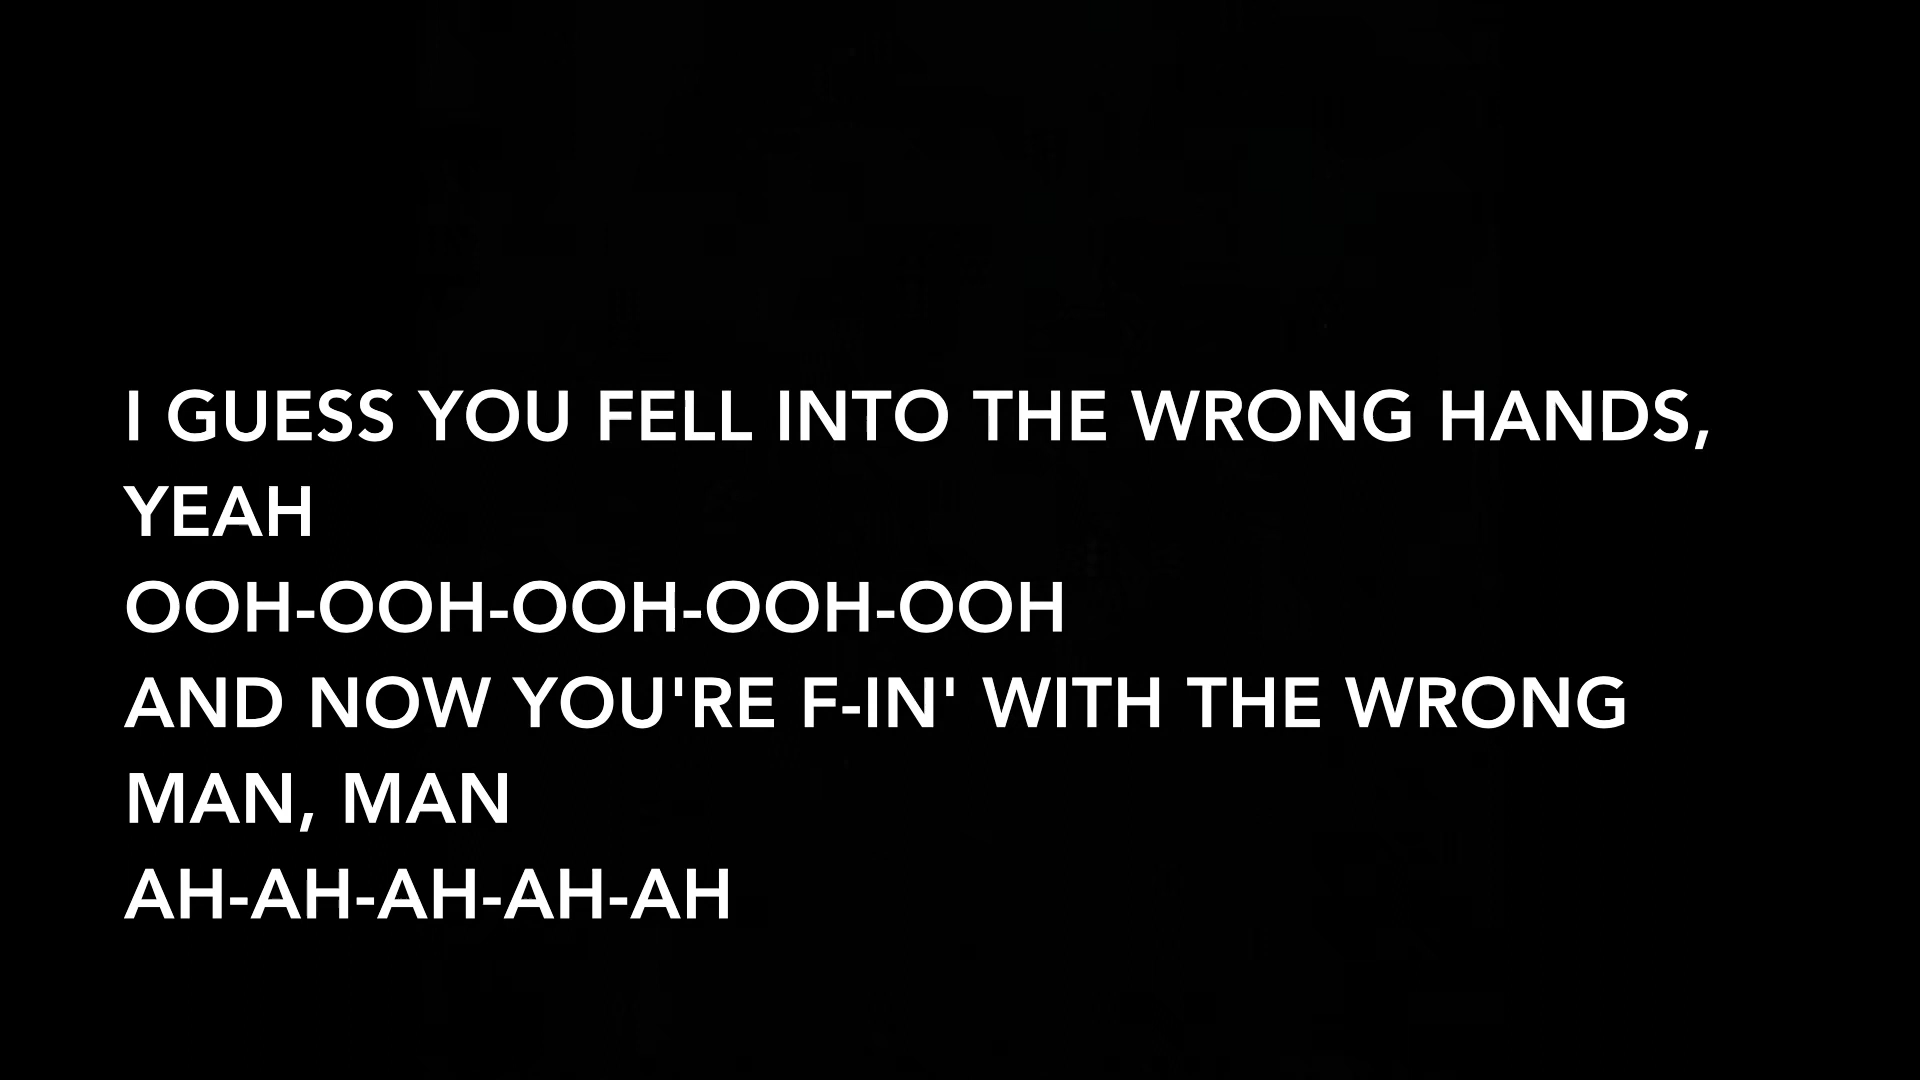 I GUESS YOU FELL INTO THE WRONG HANDS,
YEAH
OOH-OOH-OOH-OOH-OOH
AND NOW YOU'RE F-IN' WITH THE WRONG
MAN, MAN
AH-AH-AH-AH-AH